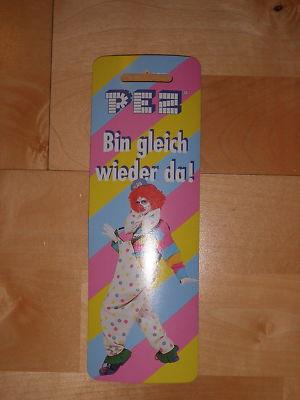 PEZ
Bin gleich
wieder da!